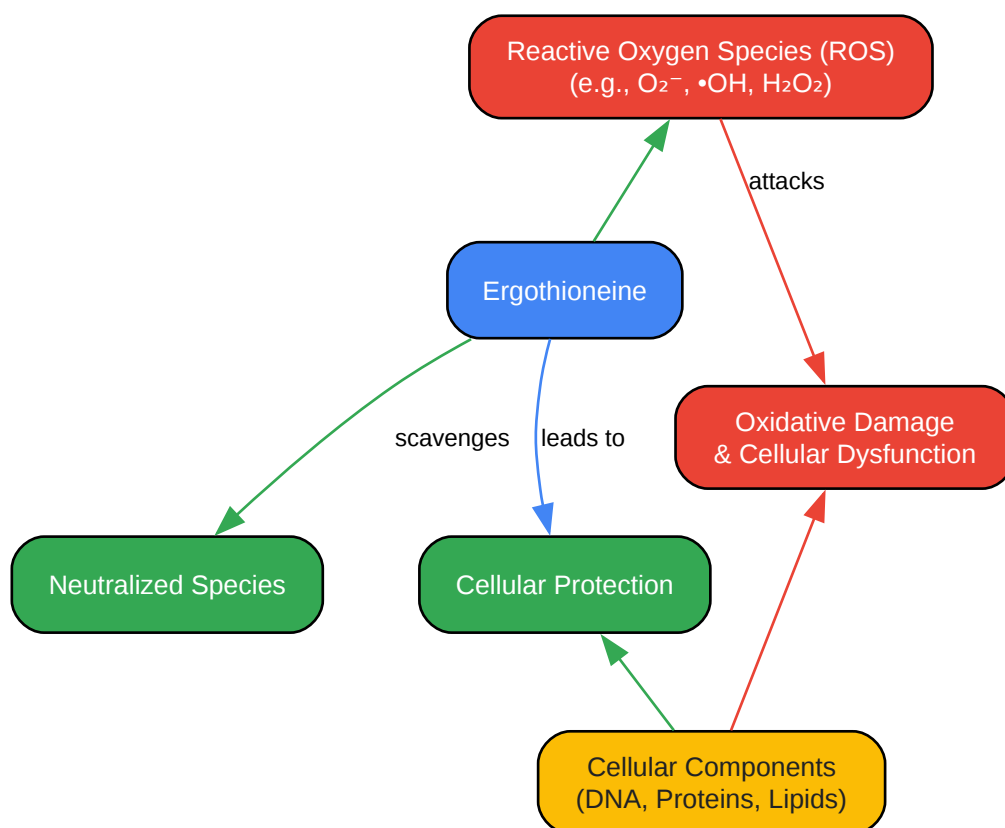 Reactive Oxygen Species (ROS)
(e.g., O₂⁻, •OH, H₂O₂)
attacks
Ergothioneine
Oxidative Damage
& Cellular Dysfunction
scavenges
leads to
Neutralized Species
Cellular Protection
Cellular Components
(DNA, Proteins, Lipids)